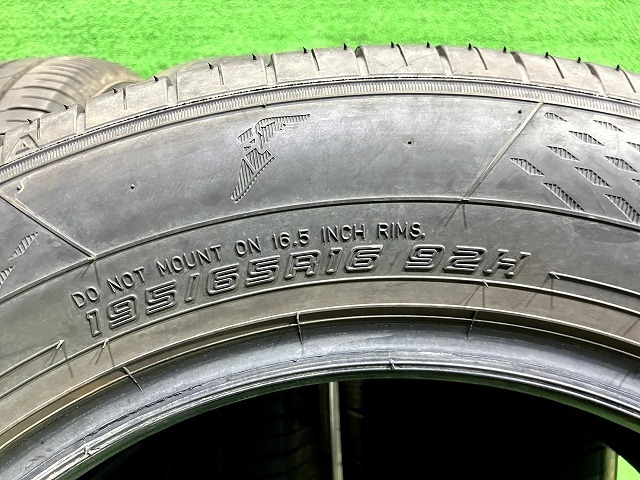 DO NOT MOUNT ON 16.5 INCH RIMS.
195/65R16 92H